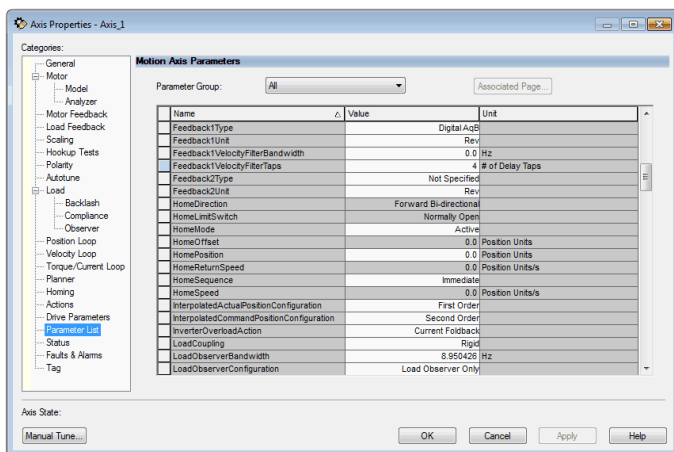 Axis Properties - Axis_1
Categories:
General
Motor
Model
Analyzer
Motor Feedback
Load Feedback
Scaling
Hookup Tests
Polarity
Autotune
Load
Backlash
Compliance
Observer
Position Loop
Velocity Loop
Torque/Current Loop
Planner
Homing
Actions
Drive Parameters
Parameter List
Status
Faults & Alarms
Tag
Motion Axis Parameters
Parameter Group: All Associated Page...
Name Value Unit
Feedback1Type Digital AqB
Feedback1Unit Rev
Feedback1VelocityFilterBandwidth 0.0 Hz
Feedback1VelocityFilterTaps 4 # of Delay Taps
Feedback2Type Not Specified
Feedback2Unit Rev
HomeDirection Forward Bi-directional
HomeLimitSwitch Normally Open
HomeMode Active
HomeOffset 0.0 Position Units
HomePosition 0.0 Position Units
HomeReturnSpeed 0.0 Position Units/s
HomeSequence Immediate
HomeSpeed 0.0 Position Units/s
InterpolatedActualPositionConfiguration First Order
InterpolatedCommandPositionConfiguration Second Order
InverterOverloadAction Current Foldback
LoadCoupling Rigid
LoadObserverBandwidth 8.950426 Hz
LoadObserverConfiguration Load Observer Only
Axis State:
Manual Tune... OK Cancel Apply Help